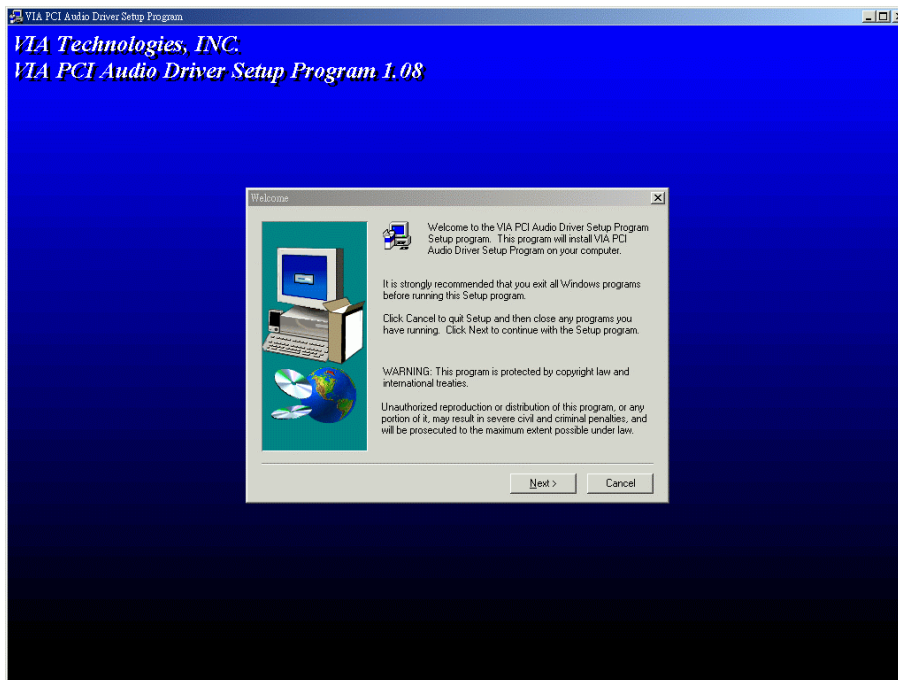 VIA PCI Audio Driver Setup Program
VIA Technologies, INC.
VIA PCI Audio Driver Setup Program 1.08
Welcome
Welcome to the VIA PCI Audio Driver Setup Program
Setup program. This program will install VIA PCI
Audio Driver Setup Program on your computer.
It is strongly recommended that you exit all Windows programs
before running this Setup program.
Click Cancel to quit Setup and then close any programs you
have running. Click Next to continue with the Setup program.
WARNING: This program is protected by copyright law and
international treaties.
Unauthorized reproduction or distribution of this program, or any
portion of it, may result in severe civil and criminal penalties, and
will be prosecuted to the maximum extent possible under law.
Next >
Cancel